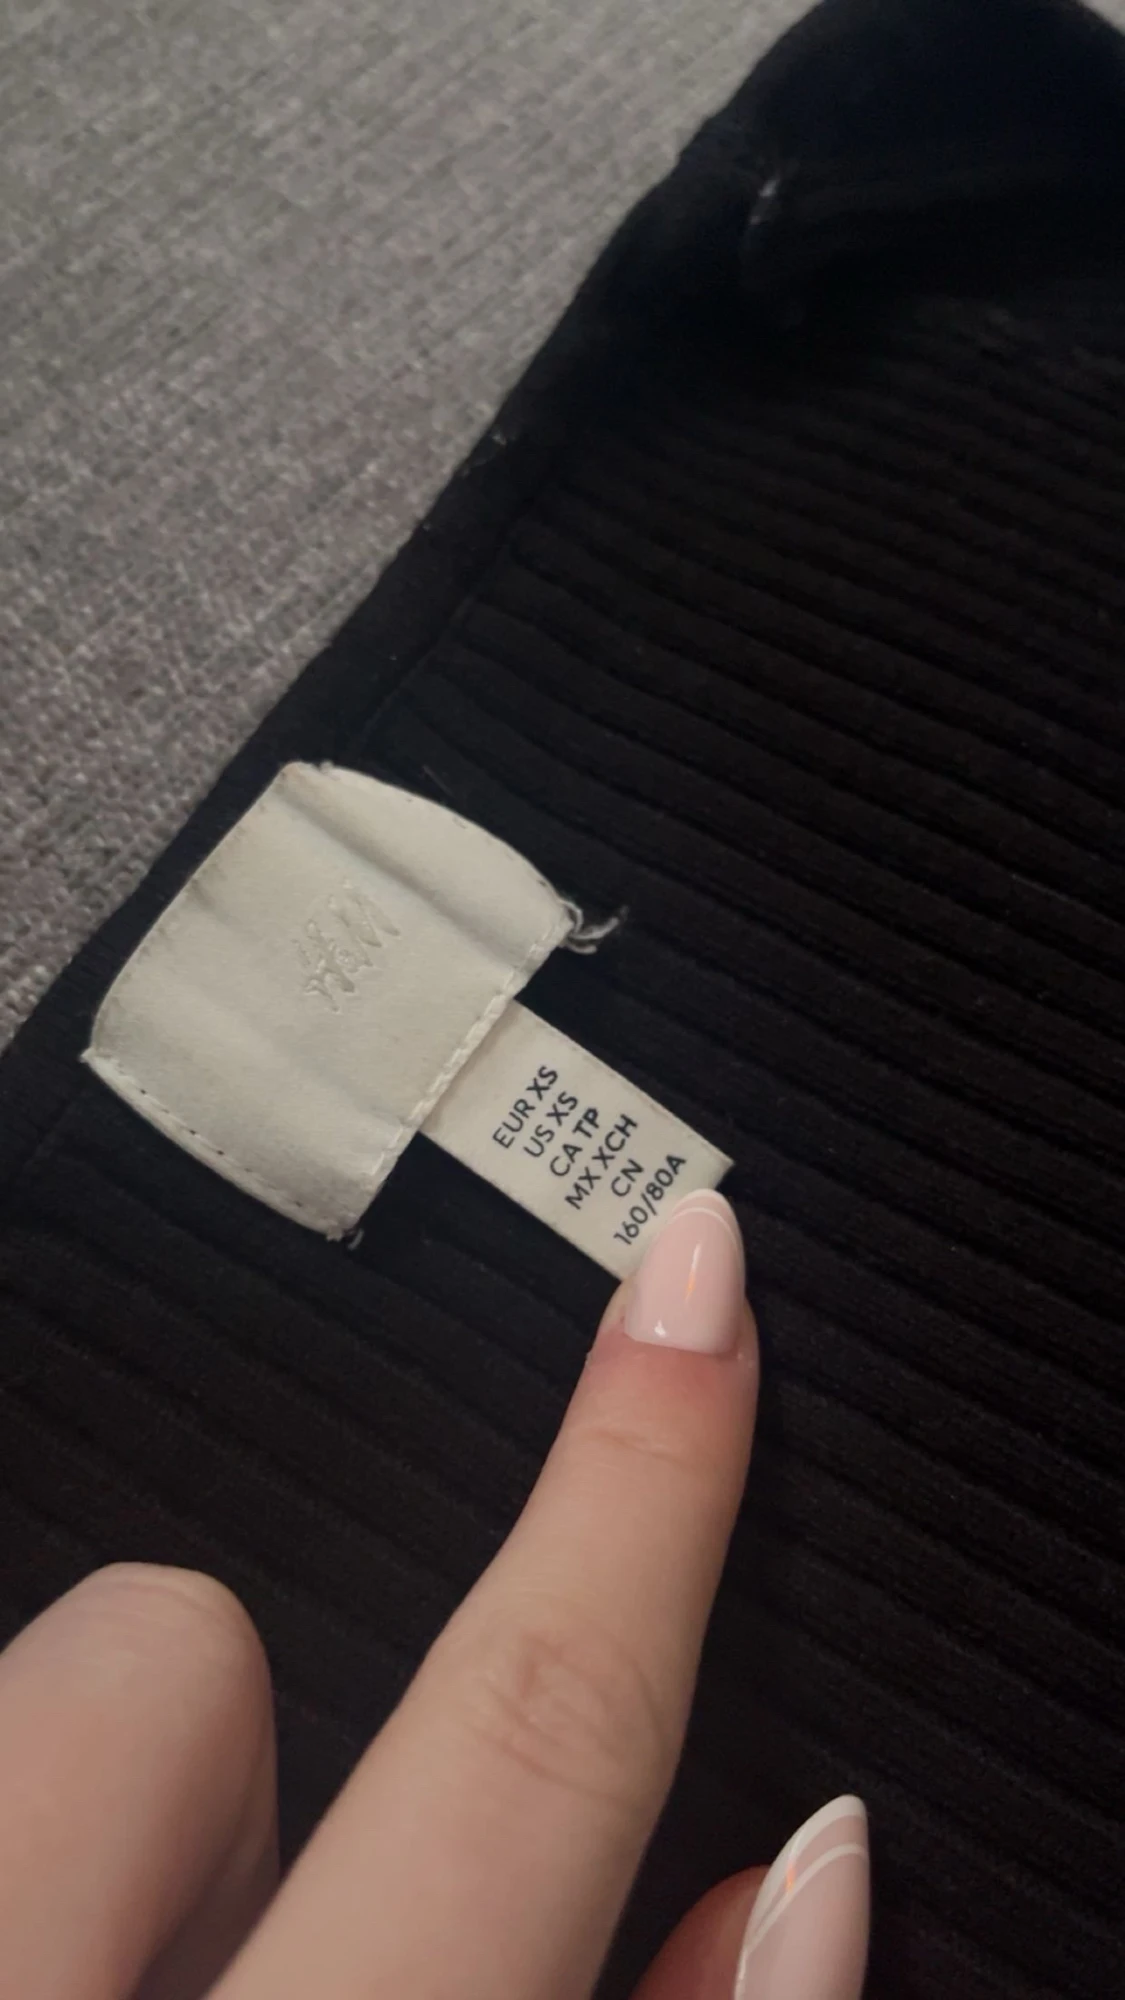 H&M
EUR XS
US XS
CA TP
MX XCH
CN
160/80A